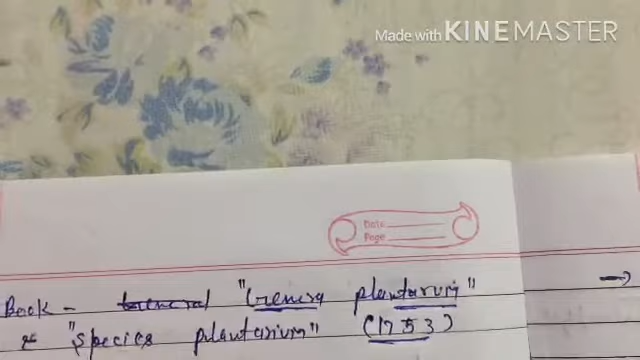 Made with KINEMASTER
Date
Page
Book - "Genera plantarum" →
"Species plantarium" (1753)